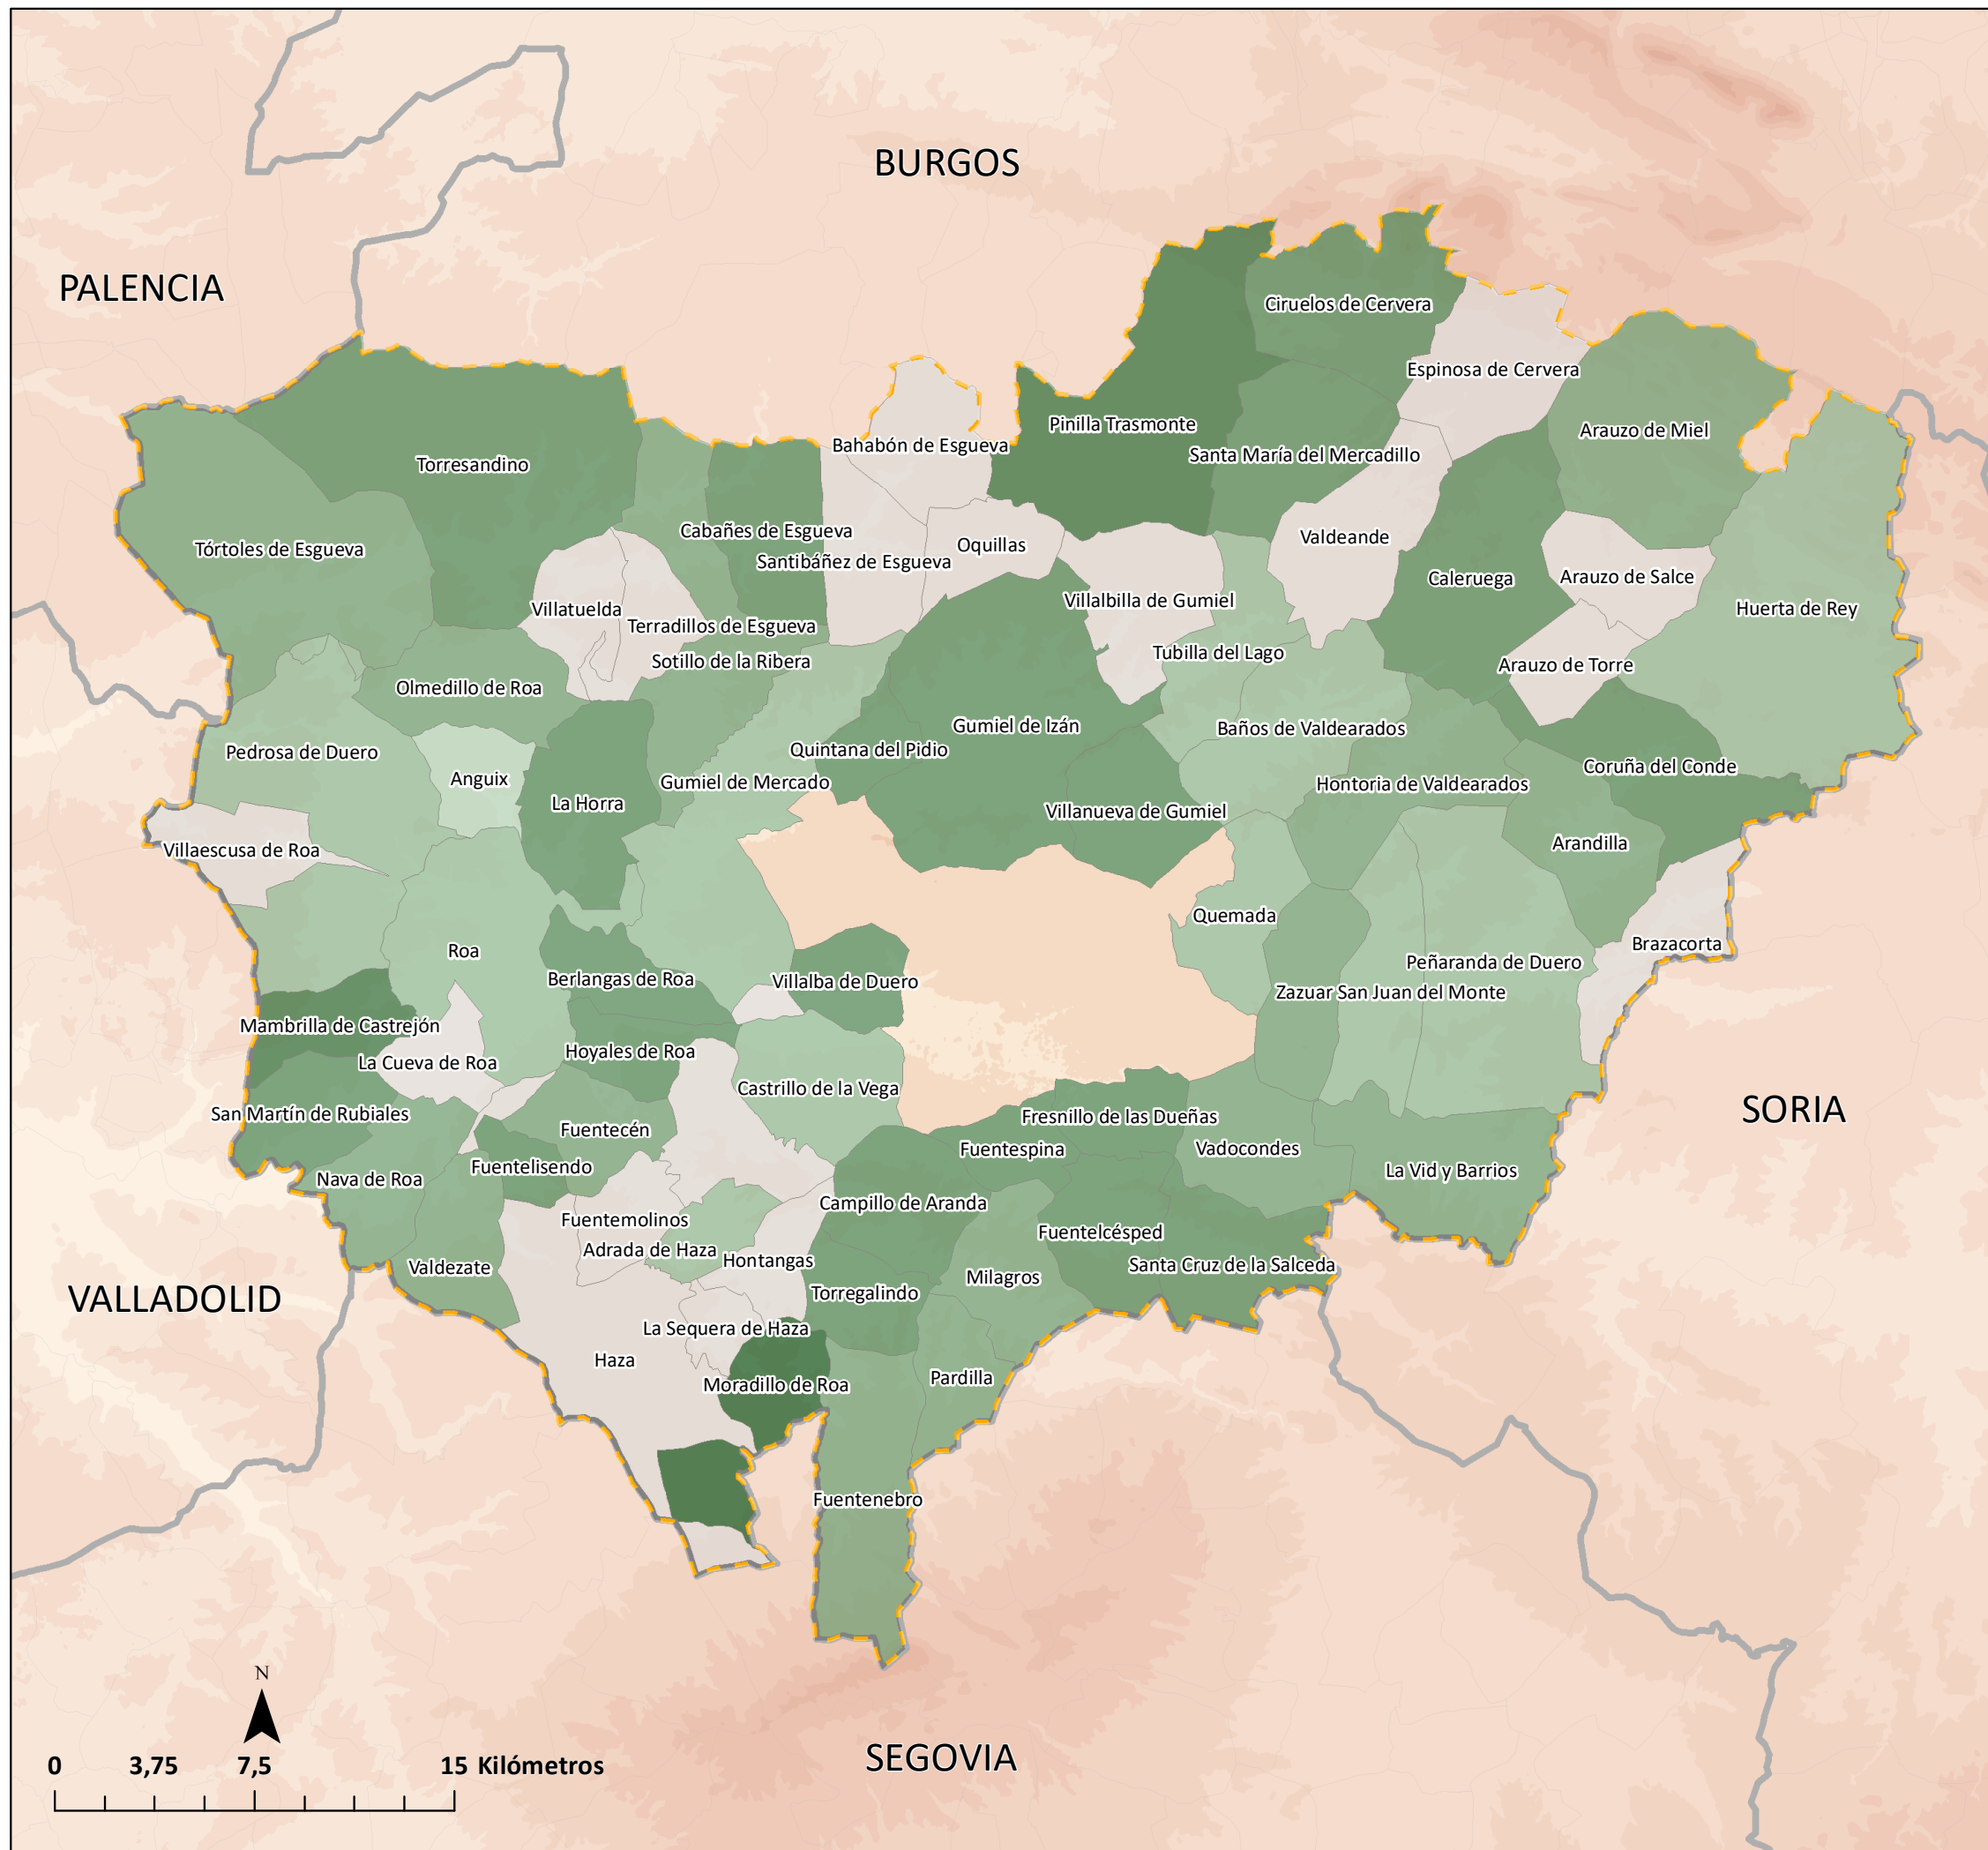 BURGOS
PALENCIA
Ciruelos de Cervera
Espinosa de Cervera
Pinilla Trasmonte
Arauzo de Miel
Bahabón de Esgueva
Santa María del Mercadillo
Torresandino
Cabañes de Esgueva
Valdeande
Oquillas
Tórtoles de Esgueva
Santibáñez de Esgueva
Caleruega
Arauzo de Salce
Villalbilla de Gumiel
Villatuelda
Huerta de Rey
Terradillos de Esgueva
Tubilla del Lago
Sotillo de la Ribera
Arauzo de Torre
Olmedillo de Roa
Gumiel de Izán
Baños de Valdearados
Quintana del Pidio
Pedrosa de Duero
Coruña del Conde
Anguix
Gumiel de Mercado
Hontoria de Valdearados
La Horra
Villanueva de Gumiel
Arandilla
Villaescusa de Roa
Quemada
Brazacorta
Roa
Peñaranda de Duero
Berlangas de Roa
Villalba de Duero
Zazuar
San Juan del Monte
Mambrilla de Castrejón
Hoyales de Roa
La Cueva de Roa
Castrillo de la Vega
SORIA
San Martín de Rubiales
Fresnillo de las Dueñas
Fuentecén
Fuentespina
Vadocondes
Fuentelisendo
La Vid y Barrios
Nava de Roa
Campillo de Aranda
Fuentemolinos
Fuentelcésped
Adrada de Haza
Hontangas
Santa Cruz de la Salceda
Valdezate
Milagros
Torregalindo
VALLADOLID
La Sequera de Haza
Haza
Pardilla
Moradillo de Roa
Fuentenebro
N
SEGOVIA
0 3,75 7,5 15 Kilómetros